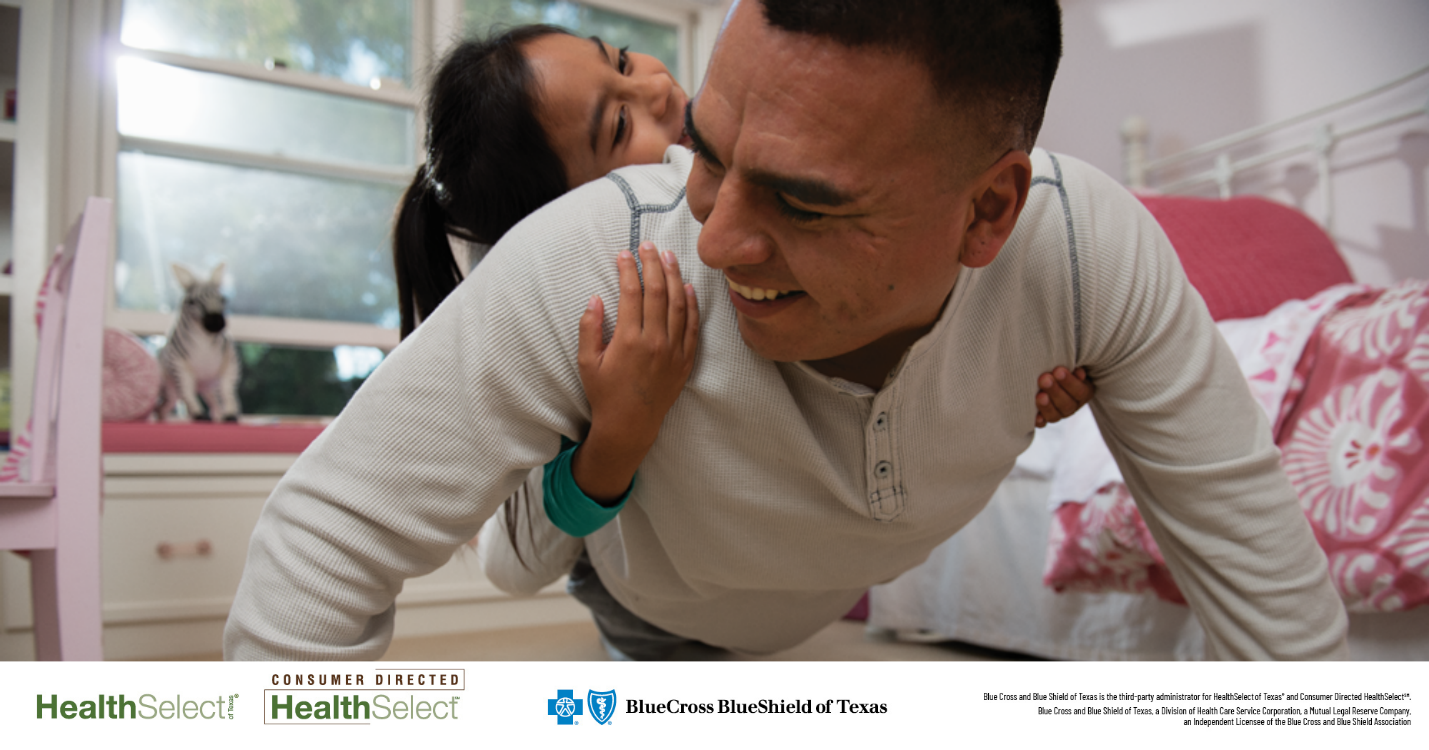 HealthSelect of Texas®
CONSUMER DIRECTED
HealthSelect℠
BlueCross BlueShield of Texas
Blue Cross and Blue Shield of Texas is the third-party administrator for HealthSelect of Texas® and Consumer Directed HealthSelect℠.
Blue Cross and Blue Shield of Texas, a Division of Health Care Service Corporation, a Mutual Legal Reserve Company,
an Independent Licensee of the Blue Cross and Blue Shield Association